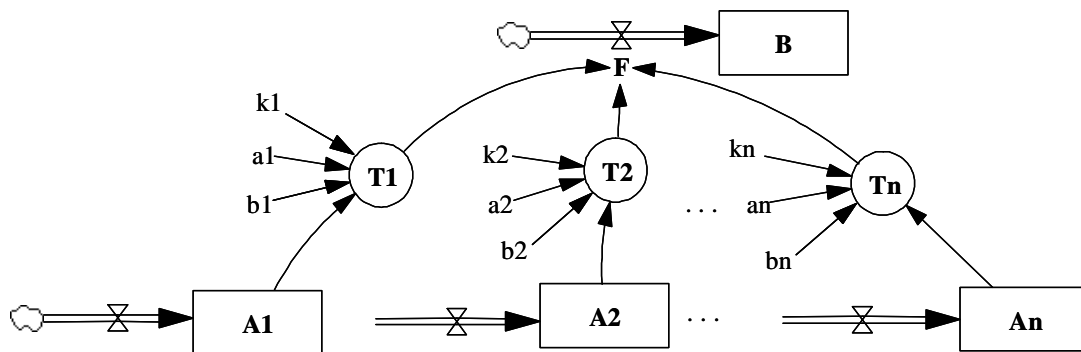 B
F
k1
a1
b1
T1
k2
a2
b2
T2
. . .
kn
an
bn
Tn
A1
A2
. . .
An